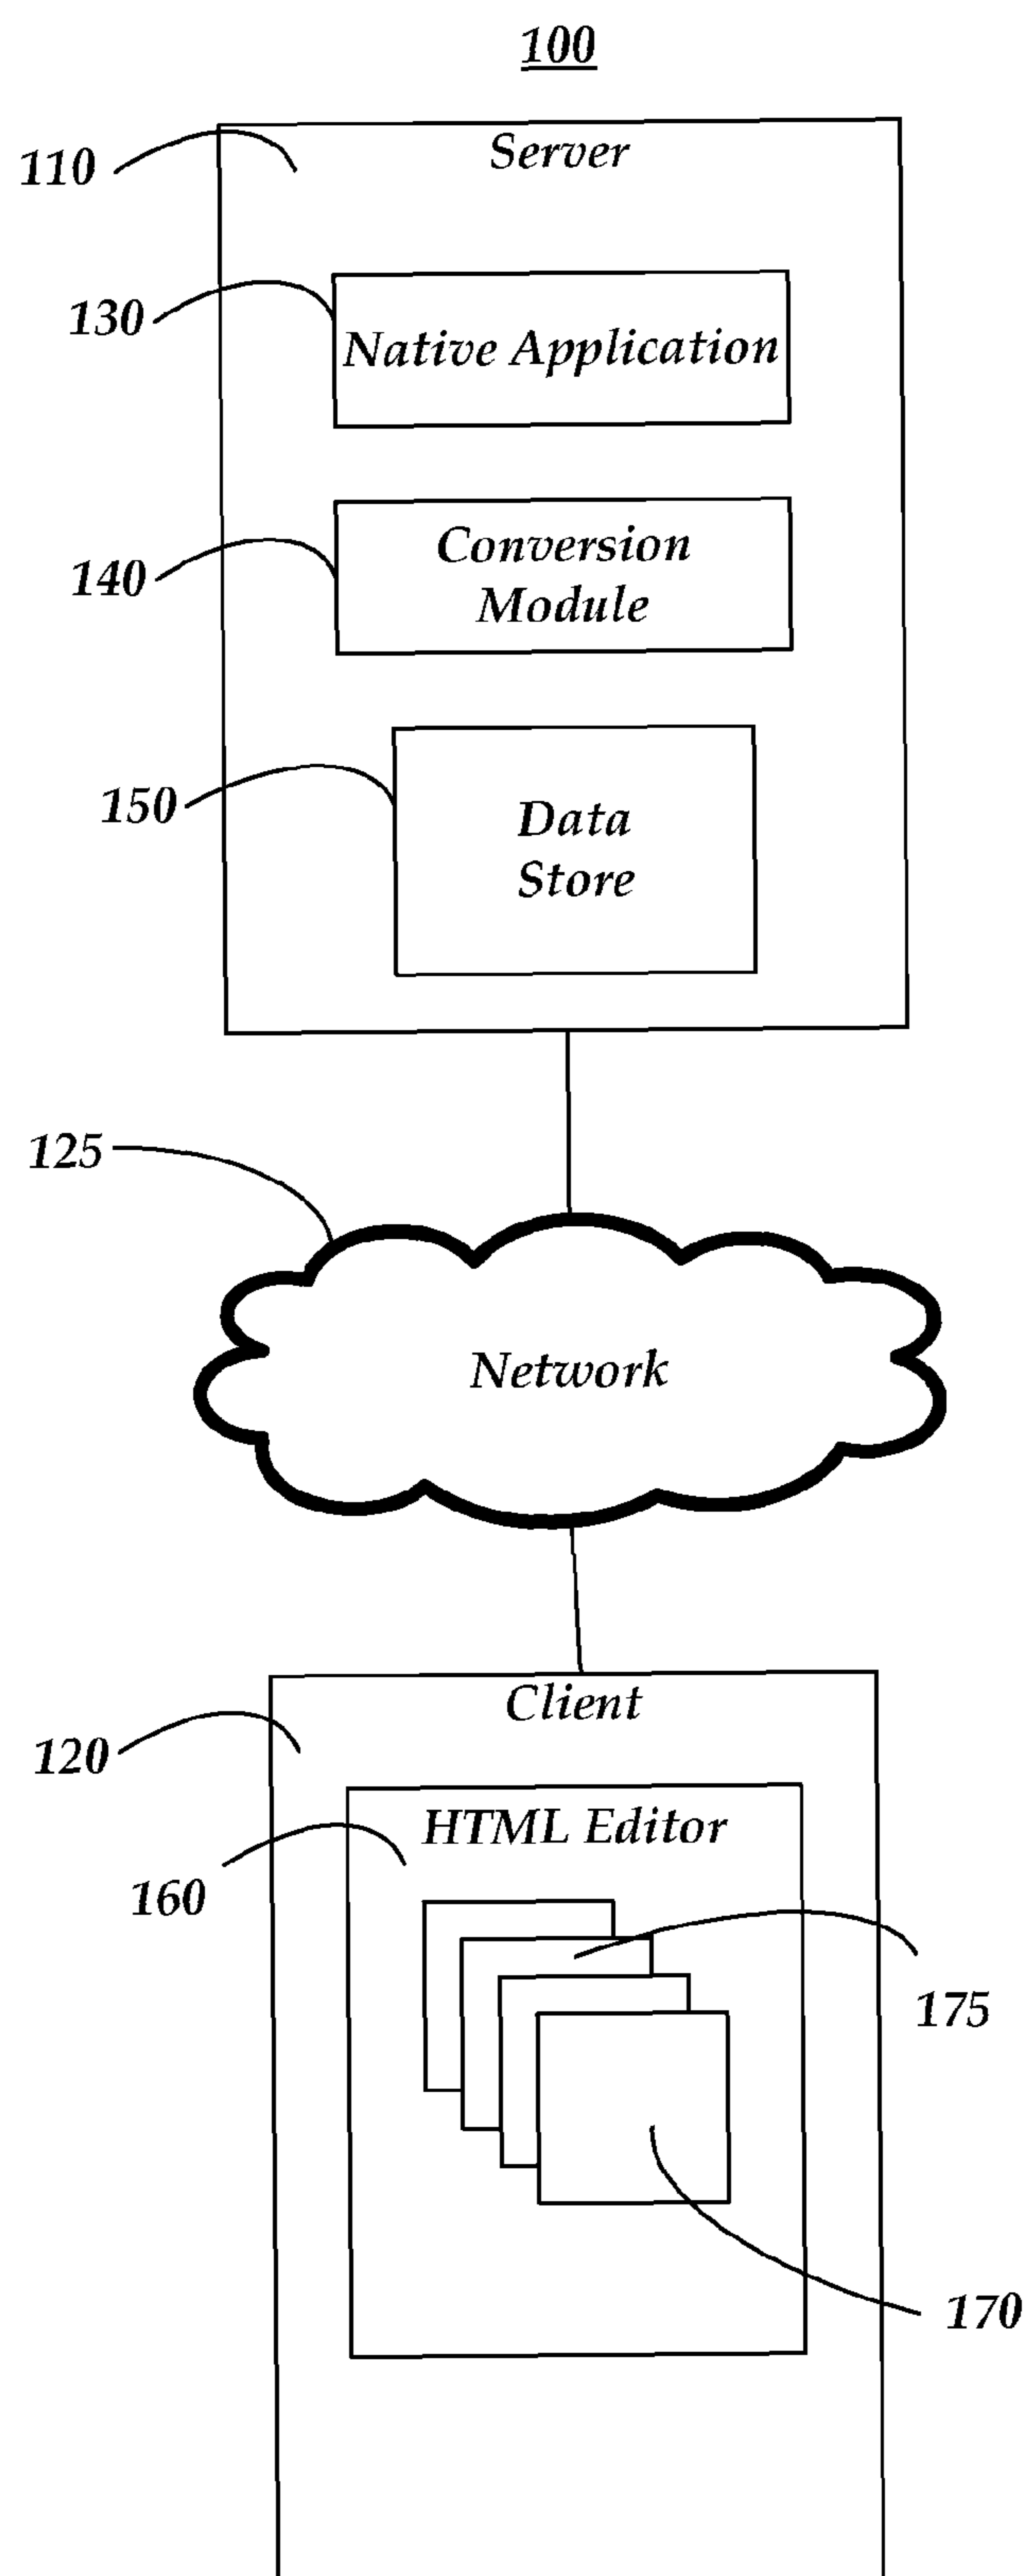 100
110
Server
130
Native Application
140
Conversion
Module
150
Data
Store
125
Network
Client
120
HTML Editor
160
175
170